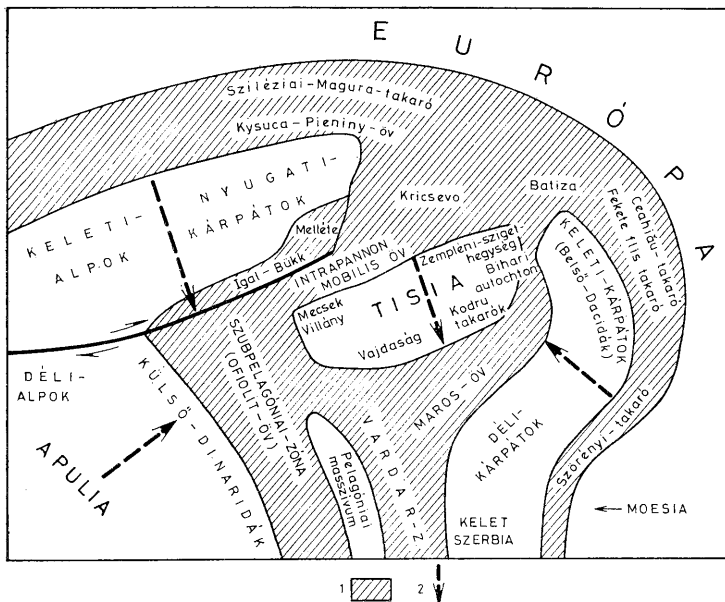 EURÓPA
Sziléziai-Magura-takaró
Kysuca-Pieniny-öv
NYUGATI-
KÁRPÁTOK
KELETI-
ALPOK
Melléte
Igal-Bükk
Kricsevo
Batiza
Ceahlău-takaró
Fekete flis takaró
KELETI-KÁRPÁTOK
(Belső-Dacidák)
INTRAPANNON
MOBILIS ÖV
Zempléni-sziget
hegység
Bihari
autochton
TISIA
Mecsek
Villány
Kodru
takarók
Vajdaság
DÉLI-
ALPOK
KÜLSŐ-DINARIDÁK
SZUBPELAGÓNIAI-ZÓNA
(OFIOLIT-ÖV)
MAROS-ÖV
APULIA
Pelagóniai
masszívum
VARDAR-Z
DÉLI-
KÁRPÁTOK
Szörényi-takaró
KELET
SZERBIA
MOESIA
1
2